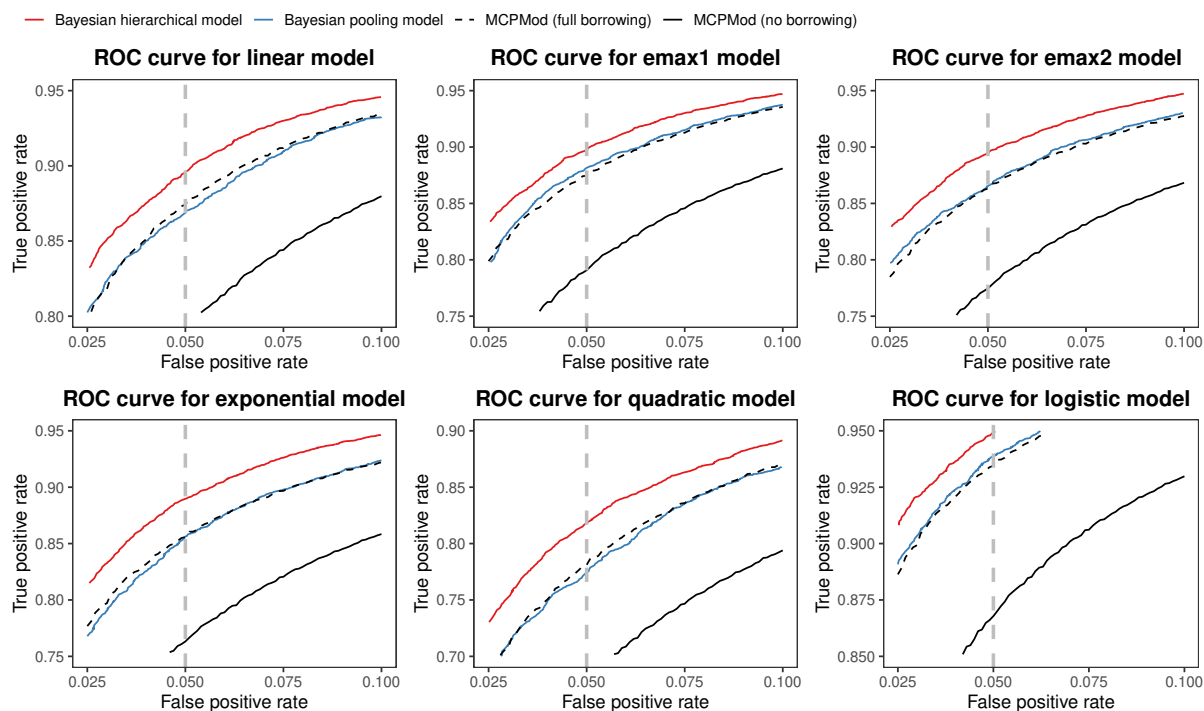 Bayesian hierarchical model Bayesian pooling model MCPMod (full borrowing) MCPMod (no borrowing)
ROC curve for linear model
0.95
0.90
0.85
0.80
True positive rate
0.025 0.050 0.075 0.100
False positive rate
ROC curve for emax1 model
0.95
0.90
0.85
0.80
0.75
True positive rate
0.025 0.050 0.075 0.100
False positive rate
ROC curve for emax2 model
0.95
0.90
0.85
0.80
0.75
True positive rate
0.025 0.050 0.075 0.100
False positive rate
ROC curve for exponential model
0.95
0.90
0.85
0.80
0.75
True positive rate
0.025 0.050 0.075 0.100
False positive rate
ROC curve for quadratic model
0.90
0.85
0.80
0.75
0.70
True positive rate
0.025 0.050 0.075 0.100
False positive rate
ROC curve for logistic model
0.950
0.925
0.900
0.875
0.850
True positive rate
0.025 0.050 0.075 0.100
False positive rate